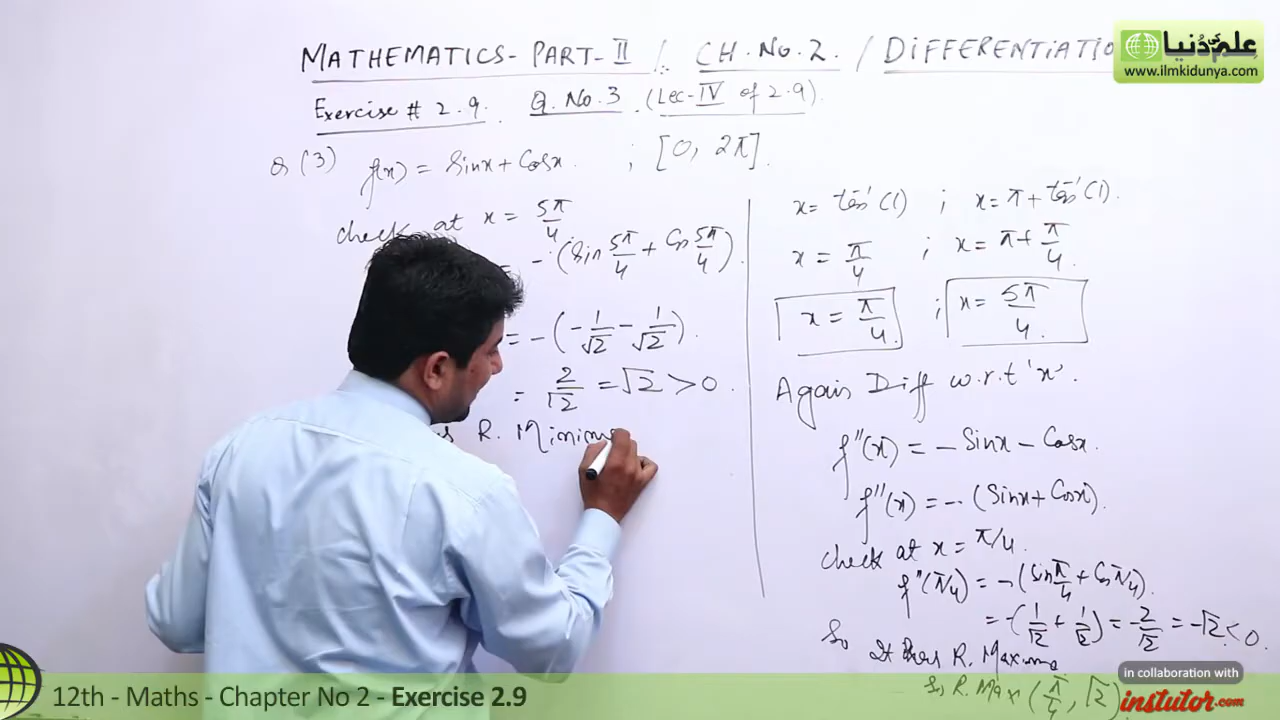 MATHEMATICS-PART-II / CH.No.2. / DIFFERENTIATIO
علم کی دُنیا
www.ilmkidunya.com
Exercise # 2.9. Q.No.3 (Lec-IV of 2.9).
Q (3) f(x) = Sinx + Cosx. ; [0, 2π].
check at x = 5π/4
= -(Sin 5π/4 + Cos 5π/4).
= -(-1/√2 - 1/√2).
= 2/√2 = √2 > 0.
R. Minima
x = tan⁻¹(1) ; x = π + tan⁻¹(1).
x = π/4 ; x = π + π/4.
x = π/4. ; x = 5π/4.
Again Diff w.r.t 'x'.
f''(x) = - Sinx - Cosx.
f''(x) = -(Sinx + Cosx).
check at x = π/4.
f''(π/4) = -(Sin π/4 + Cos π/4).
= -(1/√2 + 1/√2) = -2/√2 = -√2 < 0.
So It has R. Maxima
So R. Max (π/4, √2)
in collaboration with
instutor.com
12th - Maths - Chapter No 2 - Exercise 2.9